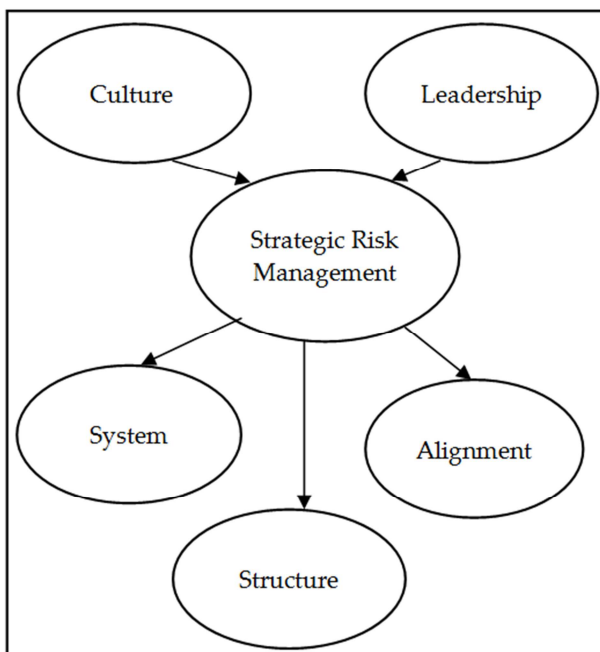 Culture
Leadership
Strategic Risk
Management
System
Alignment
Structure